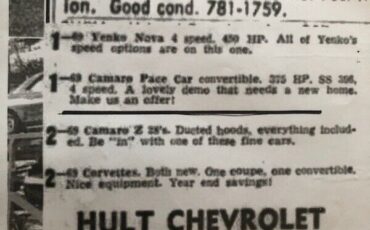 ion. Good cond. 781-1759.
1-69 Yenko Nova 4 speed. 450 HP. All of Yenko's
speed options are on this one.
1-69 Camaro Pace Car convertible. 375 HP. SS 396,
4 speed. A lovely demo that needs a new home.
Make us an offer!
2-69 Camaro Z 28's. Ducted hoods, everything includ-
ed. Be "in" with one of these fine cars.
2-69 Corvettes. Both new. One coupe, one convertible.
Nice equipment. Year end savings!
HULT CHEVROLET